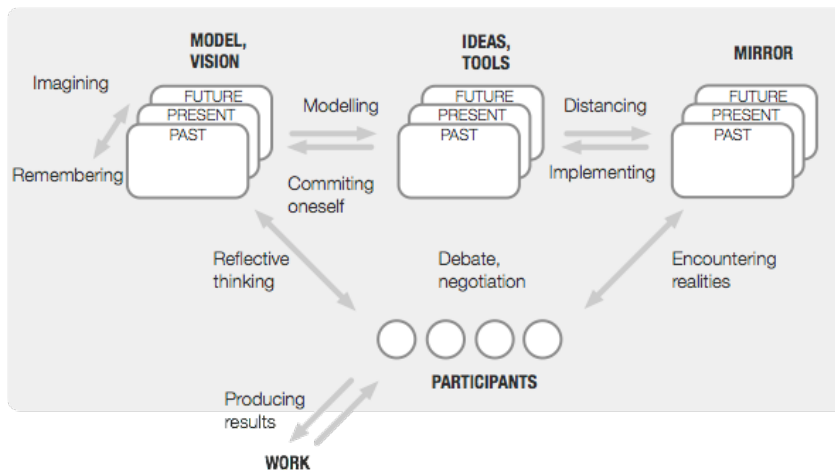 MODEL,
VISION
IDEAS,
TOOLS
MIRROR
Imagining
Remembering
FUTURE
PRESENT
PAST
Modelling
Commiting
oneself
FUTURE
PRESENT
PAST
Distancing
Implementing
FUTURE
PRESENT
PAST
Reflective
thinking
Debate,
negotiation
Encountering
realities
PARTICIPANTS
Producing
results
WORK